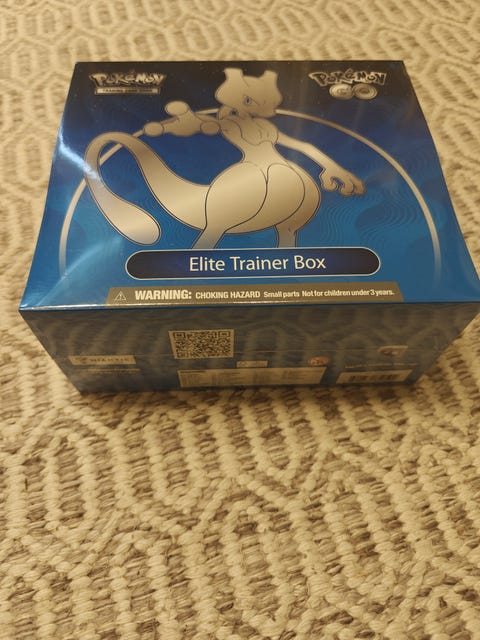 POKéMON
TRADING CARD GAME
POKéMON
GO
Elite Trainer Box
WARNING: CHOKING HAZARD Small parts Not for children under 3 years.
NIANTIC